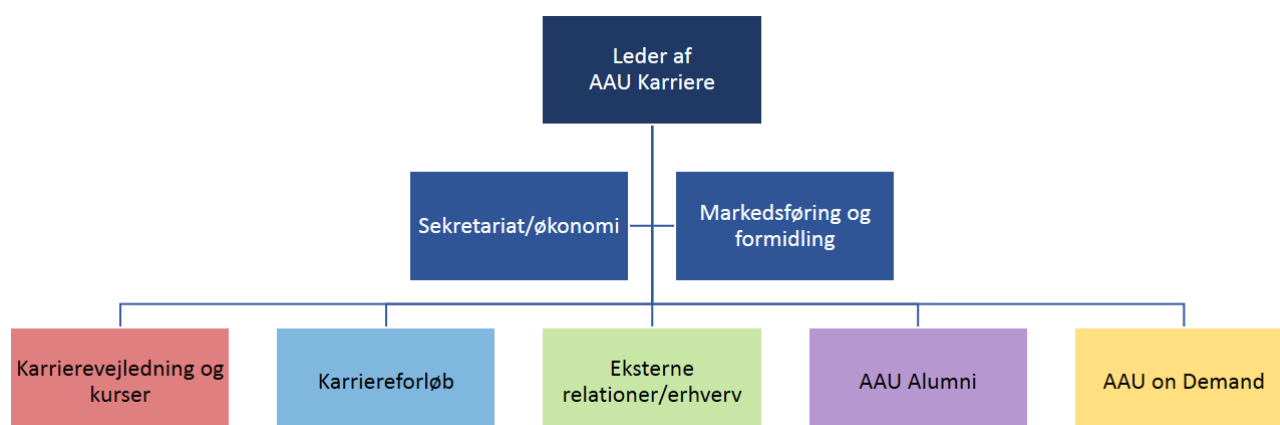 Leder af
AAU Karriere
Sekretariat/økonomi
Markedsføring og
formidling
Karrierevejledning og
kurser
Karriereforløb
Eksterne
relationer/erhverv
AAU Alumni
AAU on Demand